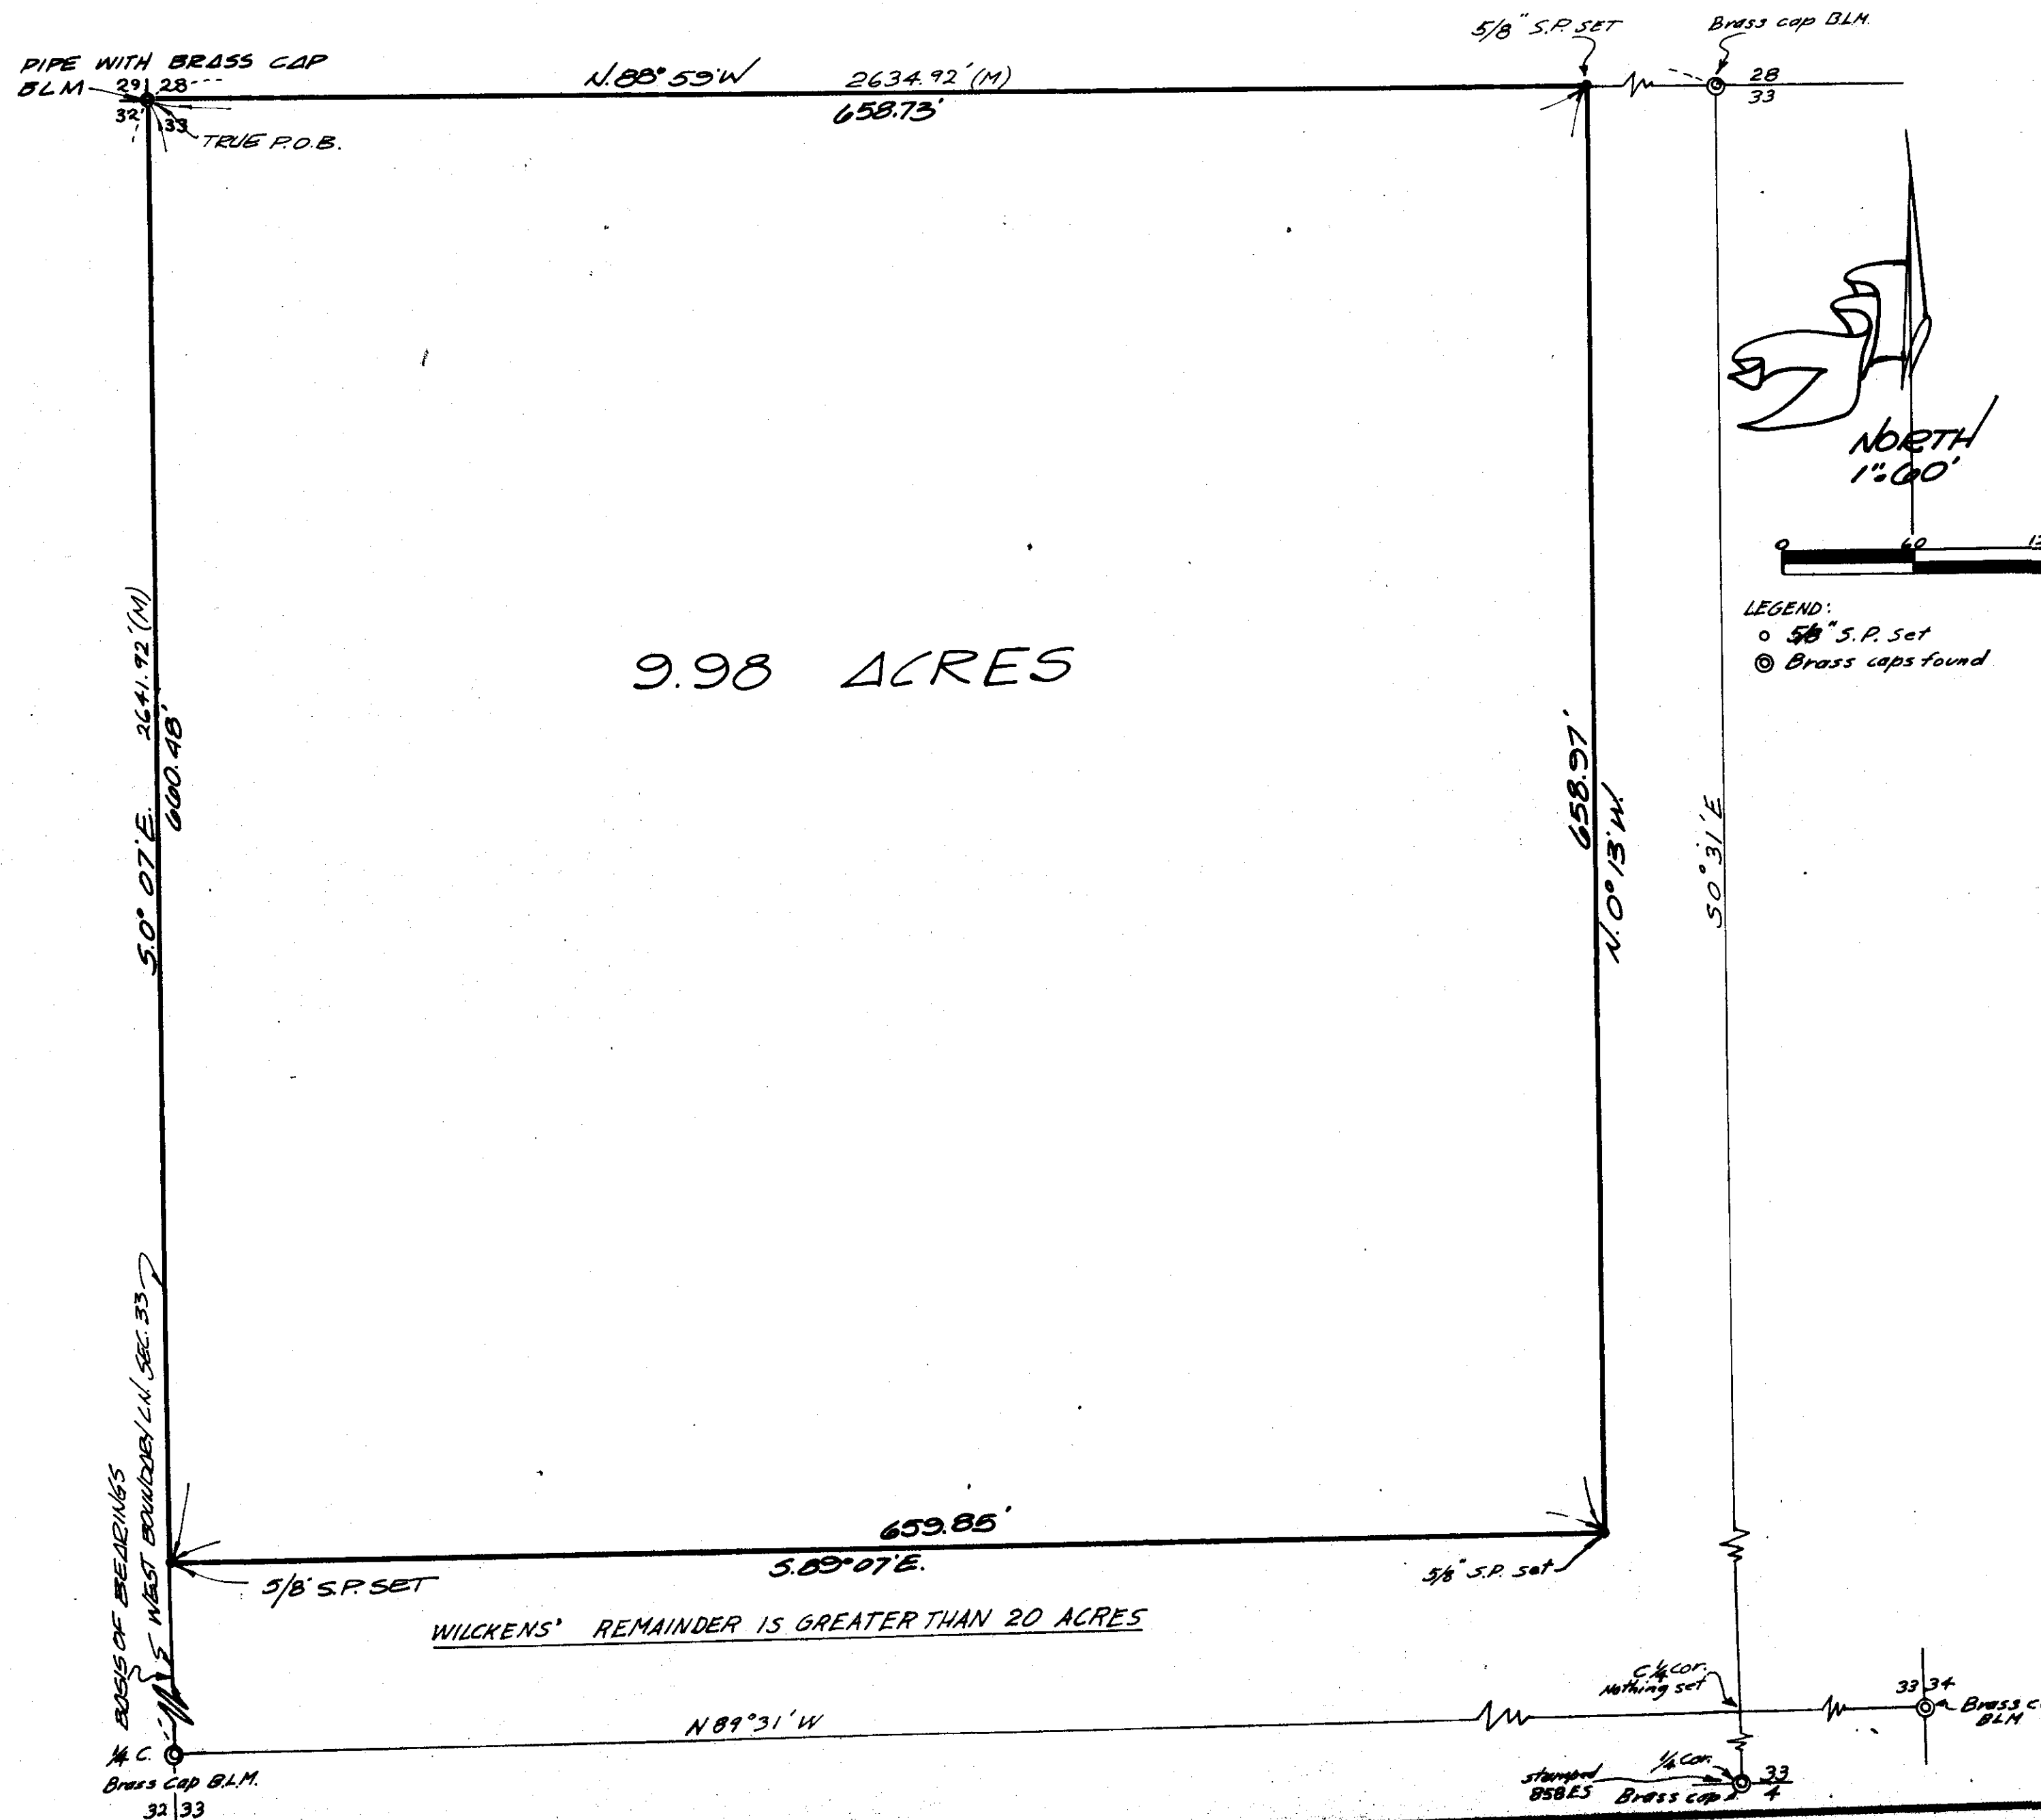 5/8" S.P. SET
Brass cap B.L.M.
PIPE WITH BRASS CAP
BLM
29 28
32 33
TRUE P.O.B.
N.88°59'W 2634.92'(M)
658.73'
28
33
NORTH
1"=60'
0 60
LEGEND:
5/8" S.P. set
Brass caps found
9.98 ACRES
S.0°07'E. 2641.92'(M)
660.48'
658.97'
N.0°13'W.
S0°31'E
BASIS OF BEARINGS
WEST BOUNDARY LN. SEC. 33
659.85'
S.89°07'E.
5/8" S.P. SET
5/8" S.P. set
WILCKENS' REMAINDER IS GREATER THAN 20 ACRES
C 1/4 cor.
Nothing set
33 34
BLM
N 89°31'W
1/4 C.
Brass Cap B.L.M.
32 33
1/4 cor.
stamped
858ES
Brass cap
33
4